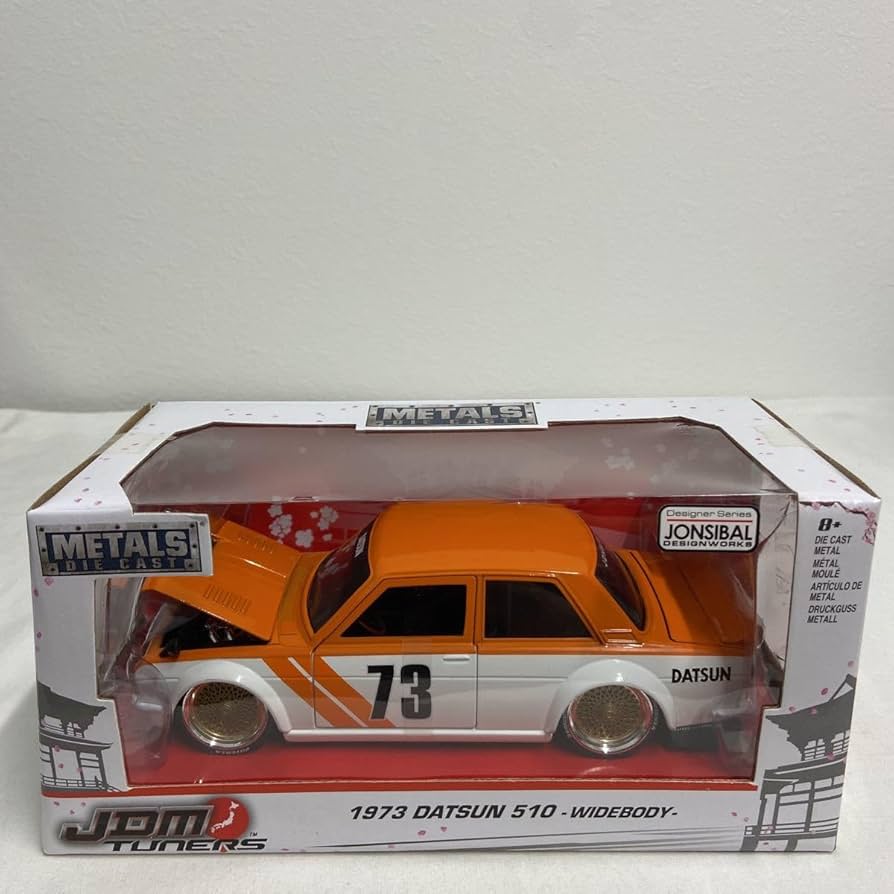 METALS
DIE CAST
METALS
DIE CAST
Designer Series
JONSIBAL
DESIGNWORKS
8+
DIE CAST
METAL
MÉTAL
MOULÉ
ARTÍCULO DE
METAL
DRUCKGUSS
METALL
73
DATSUN
JDM
TUNERS™
1973 DATSUN 510 -WIDEBODY-